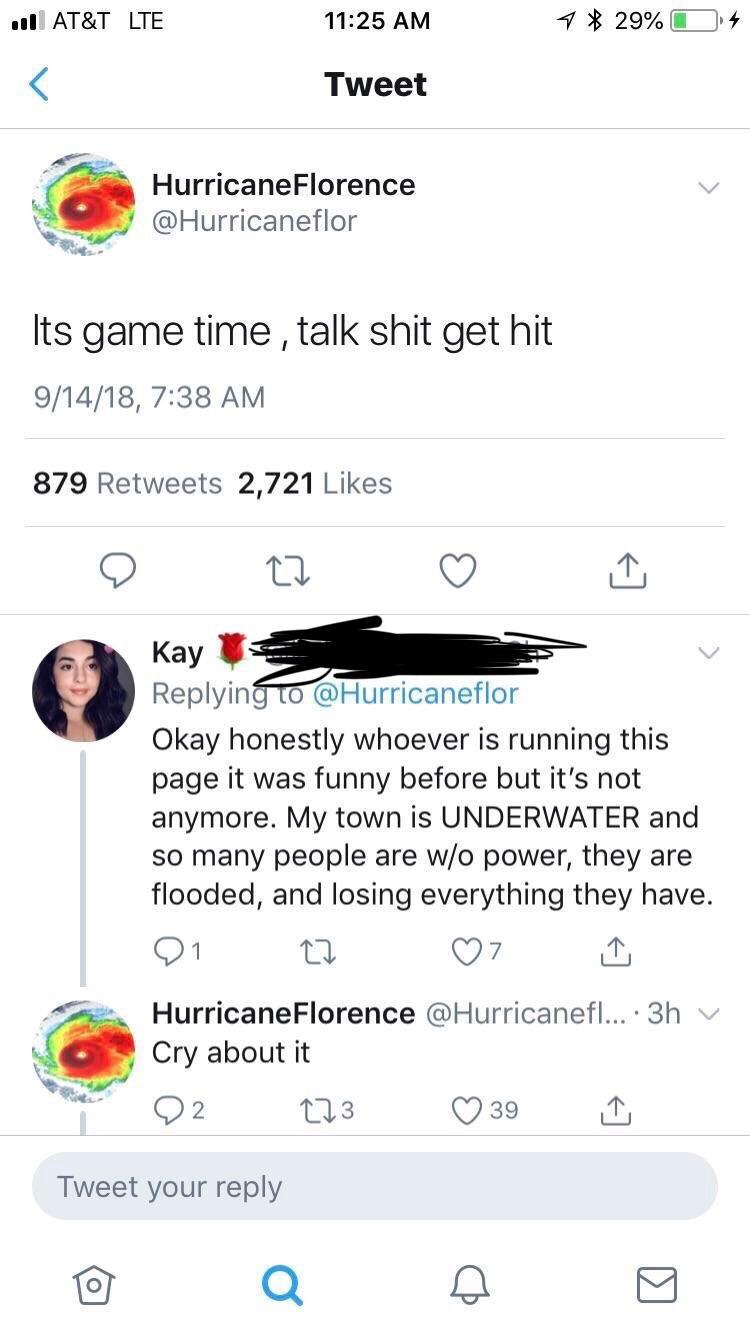 AT&T LTE 11:25 AM 29%
Tweet
HurricaneFlorence
@Hurricaneflor
Its game time , talk shit get hit
9/14/18, 7:38 AM
879 Retweets 2,721 Likes
Kay
Replying to @Hurricaneflor
Okay honestly whoever is running this
page it was funny before but it's not
anymore. My town is UNDERWATER and
so many people are w/o power, they are
flooded, and losing everything they have.
1 7
HurricaneFlorence @Hurricanefl... · 3h
Cry about it
2 3 39
Tweet your reply